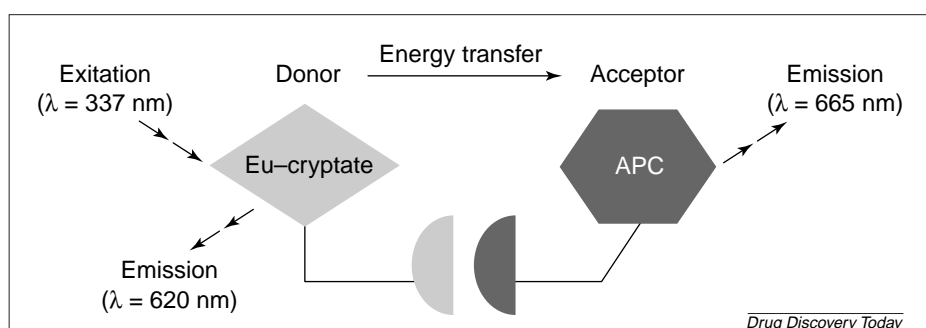 Exitation
(λ = 337 nm)
Donor
Energy transfer
Acceptor
Emission
(λ = 665 nm)
Eu–cryptate
APC
Emission
(λ = 620 nm)
Drug Discovery Today